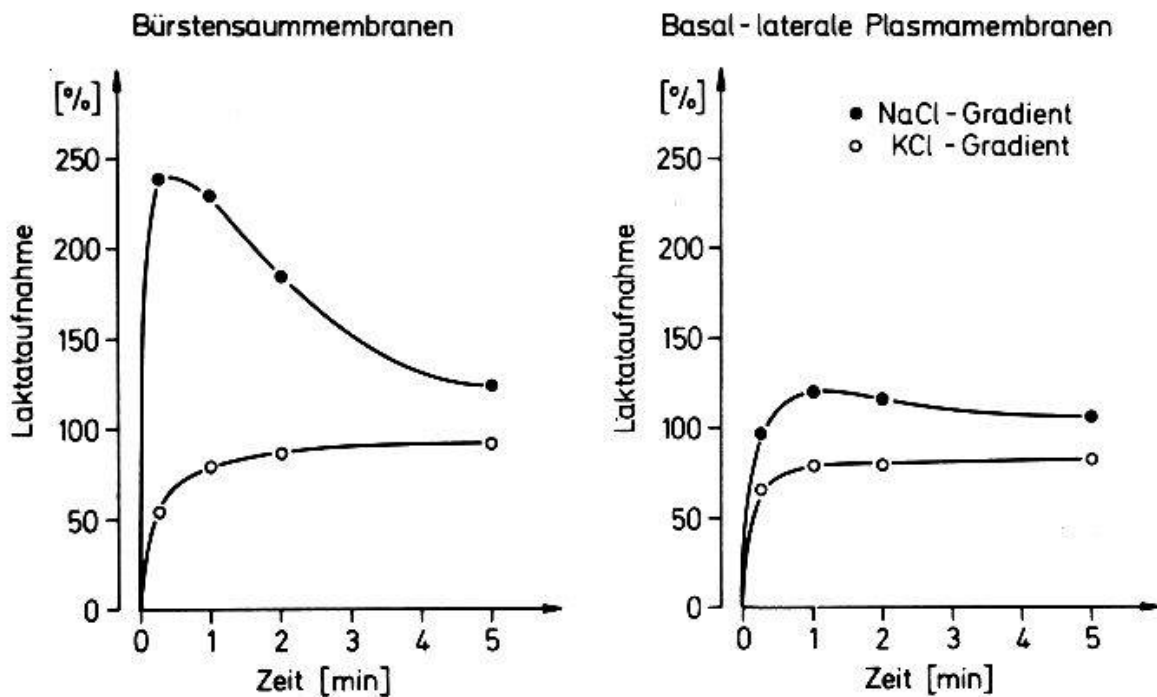 Bürstensaummembranen
[%]
250
200
150
100
50
0
Laktataufnahme
0 1 2 3 4 5
Zeit [min]
Basal-laterale Plasmamembranen
[%]
● NaCl-Gradient
○ KCl-Gradient
250
200
150
100
50
0
Laktataufnahme
0 1 2 3 4 5
Zeit [min]